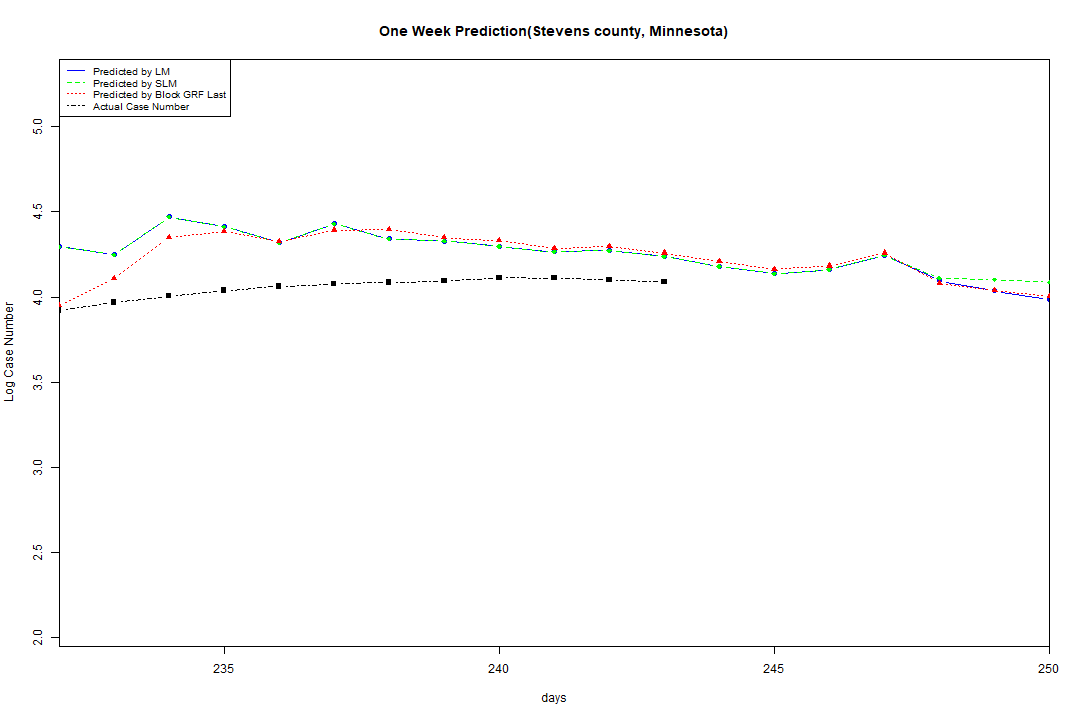 One Week Prediction(Stevens county, Minnesota)
Predicted by LM
Predicted by SLM
Predicted by Block GRF Last
Actual Case Number
5.0
4.5
4.0
3.5
3.0
2.5
2.0
Log Case Number
235 240 245 250
days